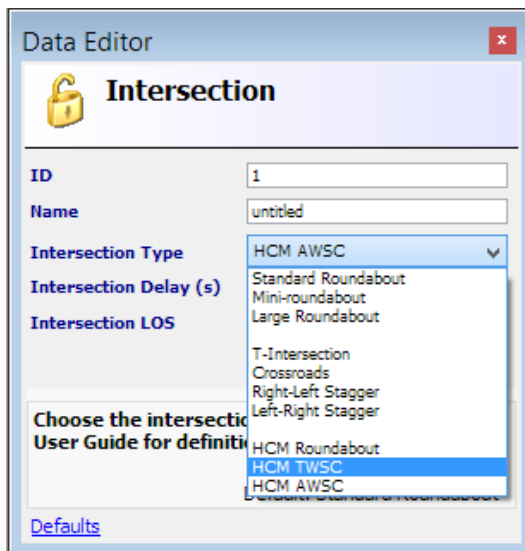 Data Editor
x
Intersection
ID 1
Name untitled
Intersection Type HCM AWSC
Intersection Delay (s)
Intersection LOS
Standard Roundabout
Mini-roundabout
Large Roundabout
T-Intersection
Crossroads
Right-Left Stagger
Left-Right Stagger
HCM Roundabout
HCM TWSC
HCM AWSC
Choose the intersectio
User Guide for definiti
Default: Standard Roundabout
Defaults